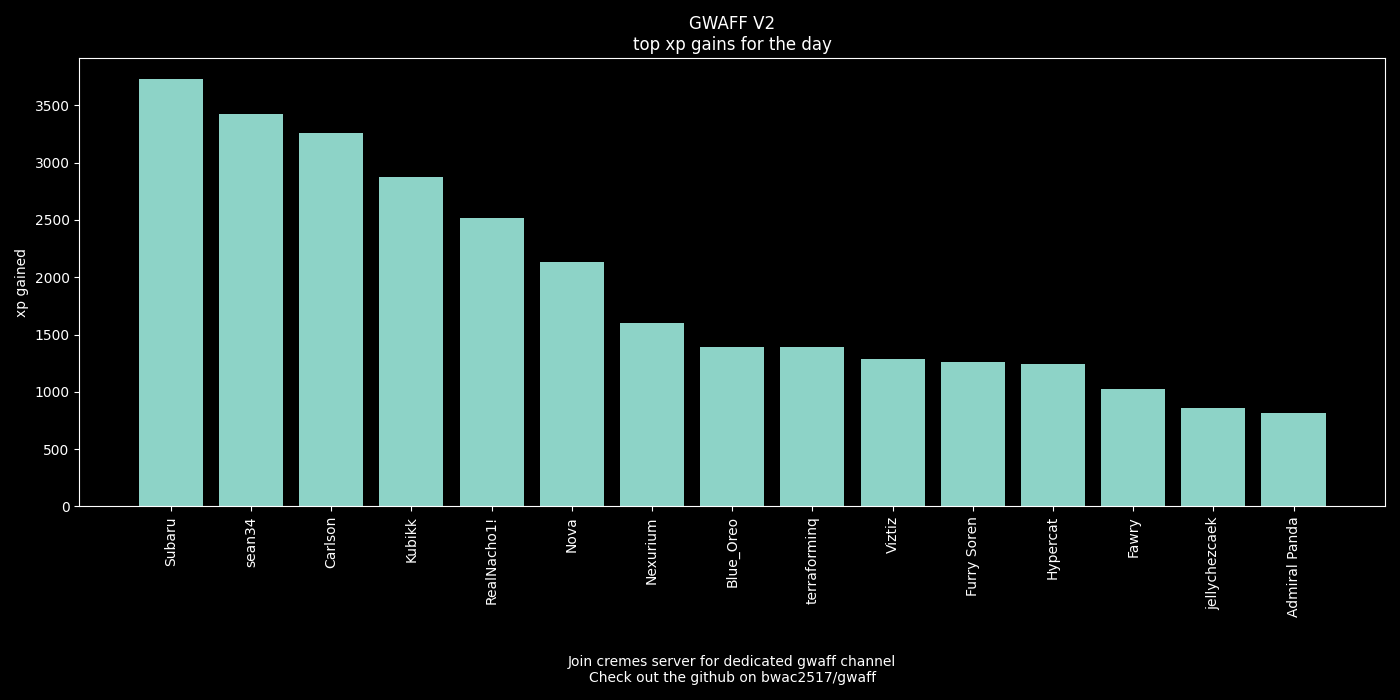 GWAFF V2
top xp gains for the day
xp gained
3500
3000
2500
2000
1500
1000
500
0
Subaru
sean34
Carlson
Kubikk
RealNacho1!
Nova
Nexurium
Blue_Oreo
terraforminq
Viztiz
Furry Soren
Hypercat
Fawry
jellychezcaek
Admiral Panda
Join cremes server for dedicated gwaff channel
Check out the github on bwac2517/gwaff